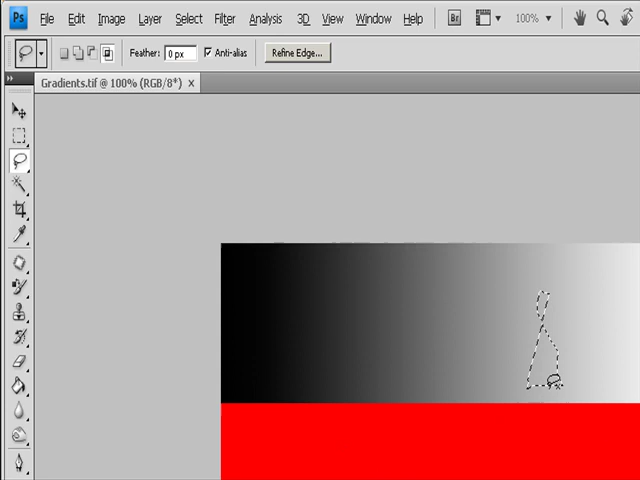 Ps File Edit Image Layer Select Filter Analysis 3D View Window Help Br 100%
Feather: 0 px Anti-alias Refine Edge...
Gradients.tif @ 100% (RGB/8*) x